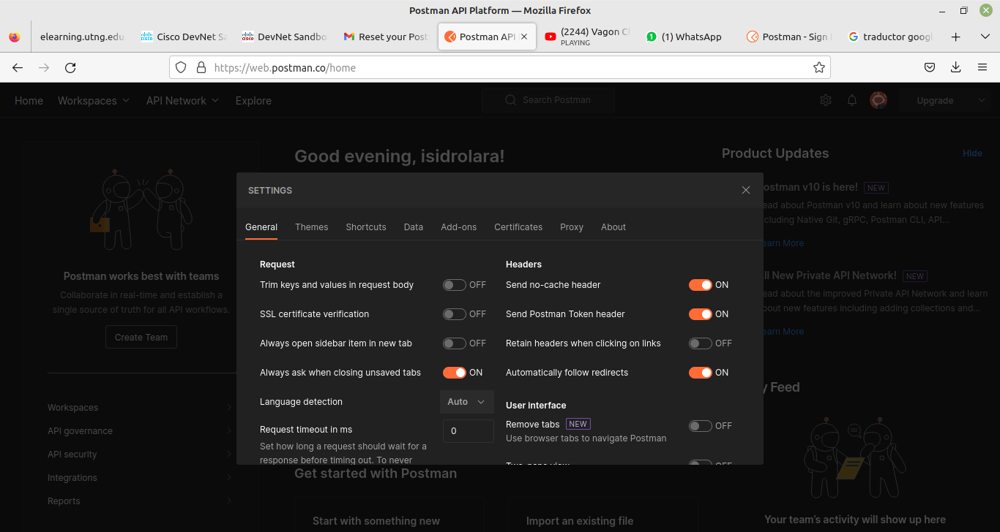 Postman API Platform — Mozilla Firefox
elearning.utng.edu.
Cisco DevNet Sa
DevNet Sandbo
Reset your Post
Postman API
(2244) Vagon Ch
PLAYING
1
(1) WhatsApp
Postman - Sign
traductor googl
https://web.postman.co/home
Home
Workspaces
API Network
Explore
Search Postman
Upgrade
Good evening, isidrolara!
Product Updates
Hide
Postman works best with teams
Collaborate in real-time and establish a
single source of truth for all API workflows.
Create Team
Workspaces
API governance
API security
Integrations
Reports
SETTINGS
General
Themes
Shortcuts
Data
Add-ons
Certificates
Proxy
About
Request
Trim keys and values in request body
OFF
SSL certificate verification
OFF
Always open sidebar item in new tab
OFF
Always ask when closing unsaved tabs
ON
Language detection
Auto
Request timeout in ms
0
Set how long a request should wait for a
response before timing out. To never
Headers
Send no-cache header
ON
Send Postman Token header
ON
Retain headers when clicking on links
OFF
Automatically follow redirects
ON
User interface
Remove tabs
NEW
OFF
Use browser tabs to navigate Postman
Two-pane view
OFF
ostman v10 is here!
NEW
ead about Postman v10 and learn about new features
cluding Native Git, gRPC, Postman CLI, API...
earn More
ll New Private API Network!
NEW
ead about the improved Private API Network and learn
bout new features including adding collections and...
earn More
y Feed
Your team's activity will show up here
Get started with Postman
Start with something new
Import an existing file